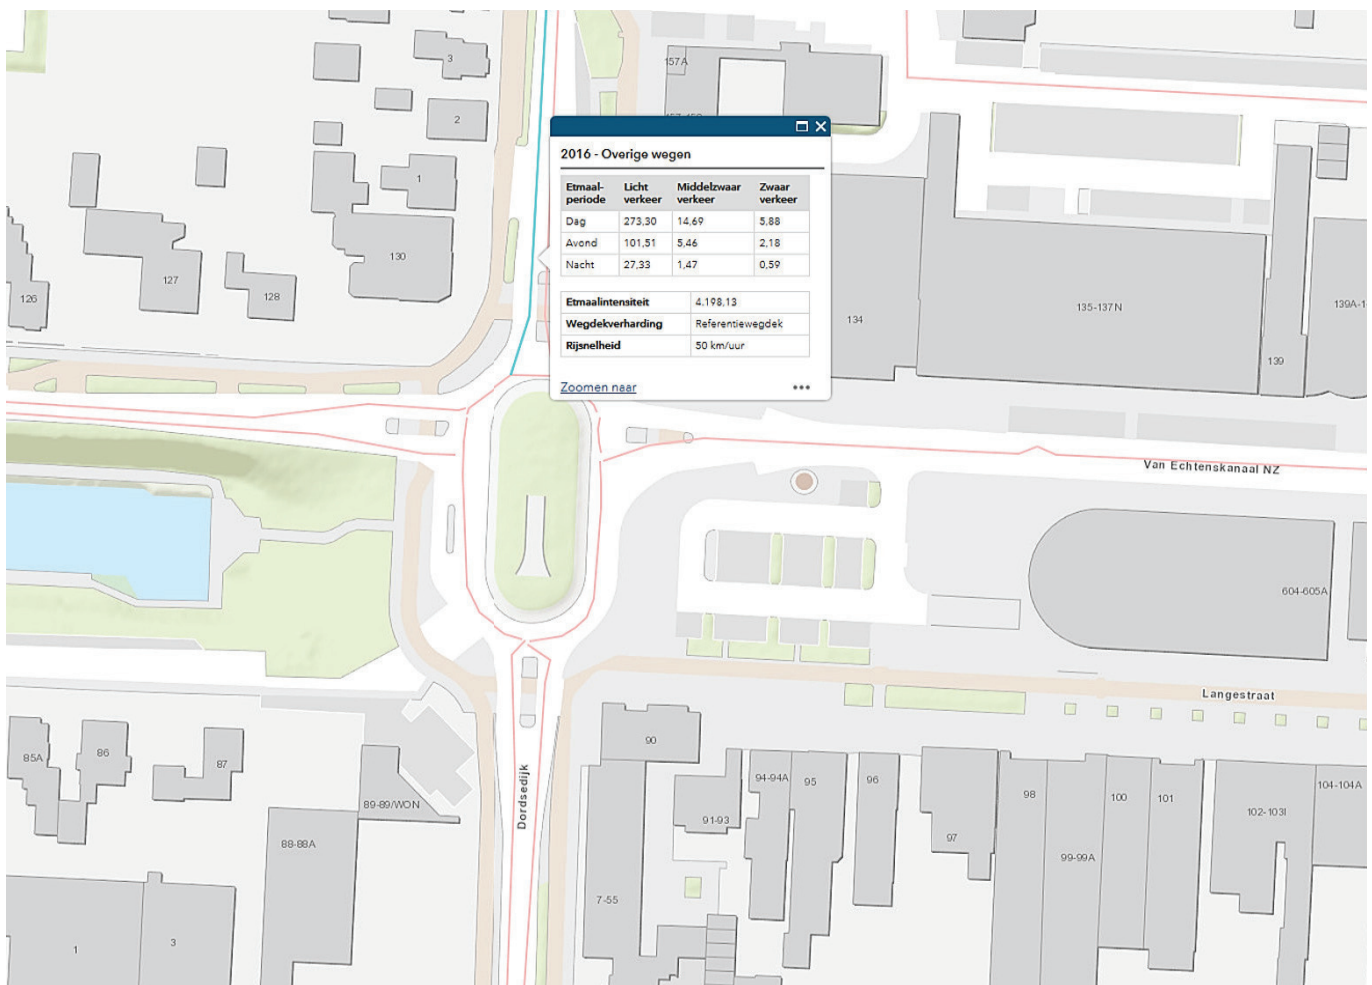 3
157A
2
1
2016 - Overige wegen
Etmaal-periode Licht verkeer Middelzwaar verkeer Zwaar verkeer
Dag 273,30 14,69 5,88
Avond 101,51 5,46 2,18
Nacht 27,33 1,47 0,59
Etmaalintensiteit 4.198,13
Wegdekverharding Referentiewegdek
Rijsnelheid 50 km/uur
Zoomen naar
130
127
128
126
134
135-137N
139
Van Echtenskanaal NZ
604-605A
Langestraat
Dordsedijk
85A
86
87
89-89/WON
88-88A
1
3
90
91-93
7-55
94-94A
95
96
97
98
99-99A
100
101
102-103I
104-104A